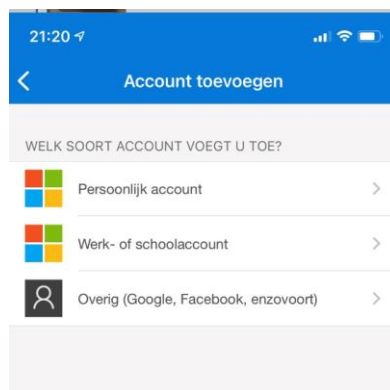 21:20
Account toevoegen
WELK SOORT ACCOUNT VOEGT U TOE?
Persoonlijk account
Werk- of schoolaccount
Overig (Google, Facebook, enzovoort)